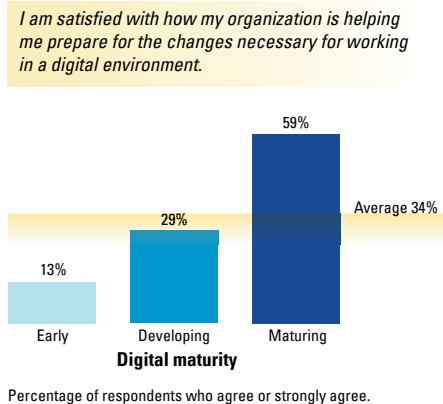 I am satisfied with how my organization is helping
me prepare for the changes necessary for working
in a digital environment.
59%
Average 34%
29%
13%
Early Developing Maturing
Digital maturity
Percentage of respondents who agree or strongly agree.